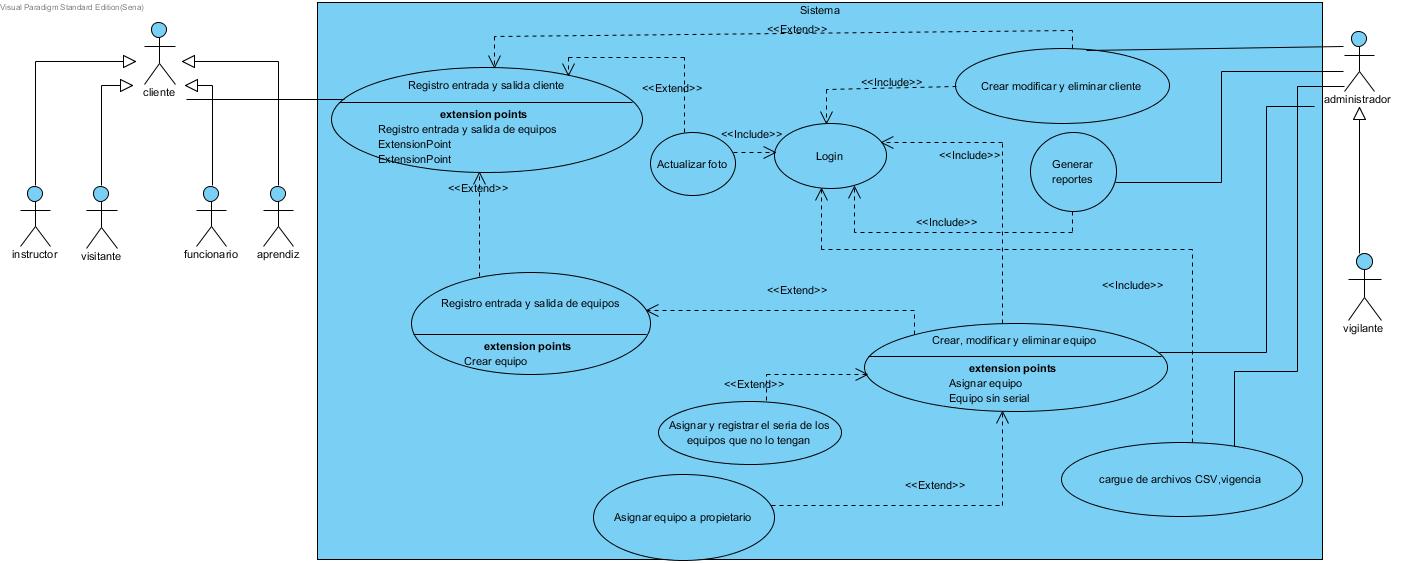 Visual Paradigm Standard Edition(Sena)
Sistema
cliente
instructor
visitante
funcionario
aprendiz
<<Extend>>
Registro entrada y salida cliente
extension points
Registro entrada y salida de equipos
ExtensionPoint
ExtensionPoint
<<Extend>>
Actualizar foto
<<Include>>
Login
<<Include>>
Crear modificar y eliminar cliente
administrador
<<Include>>
Generar
reportes
<<Include>>
<<Extend>>
vigilante
Registro entrada y salida de equipos
extension points
Crear equipo
<<Extend>>
<<Include>>
Crear, modificar y eliminar equipo
extension points
Asignar equipo
Equipo sin serial
<<Extend>>
Asignar y registrar el seria de los
equipos que no lo tengan
<<Extend>>
Asignar equipo a propietario
cargue de archivos CSV,vigencia